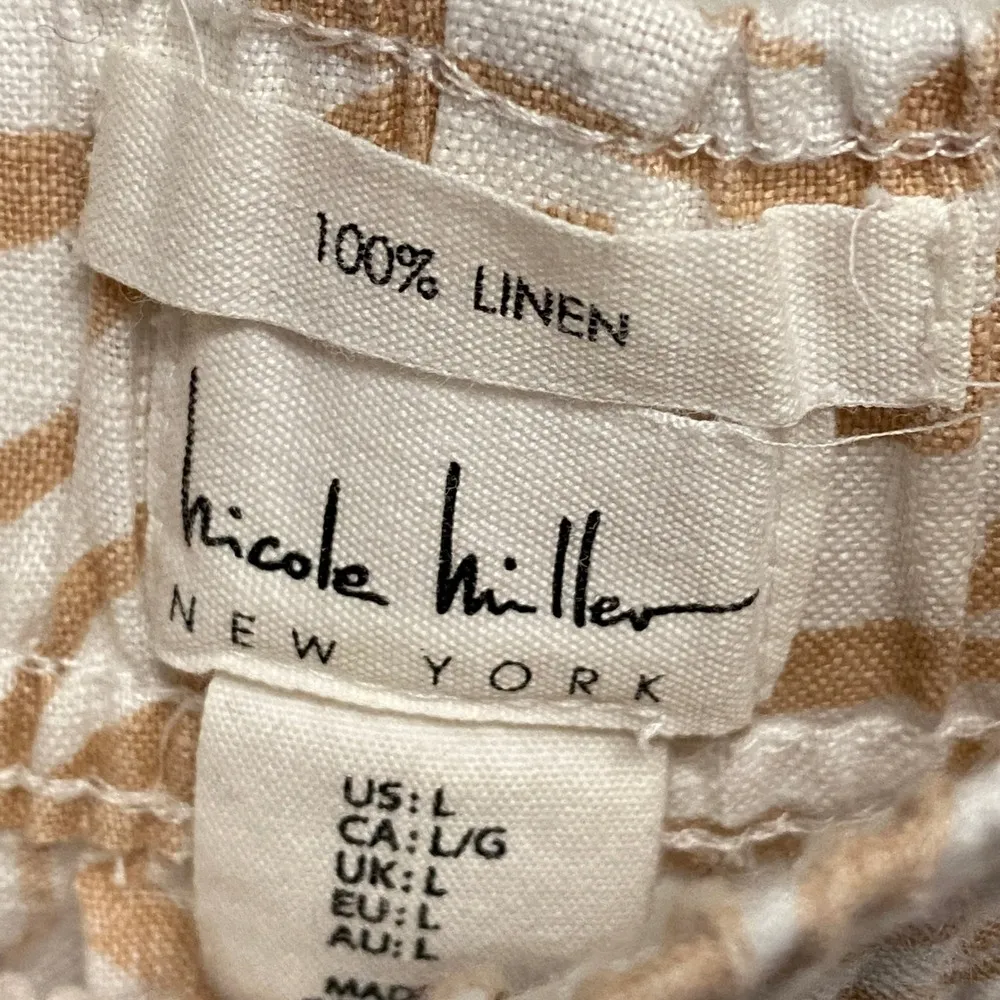 100% LINEN
nicole miller
NEW YORK
US: L
CA: L/G
UK: L
EU: L
AU: L